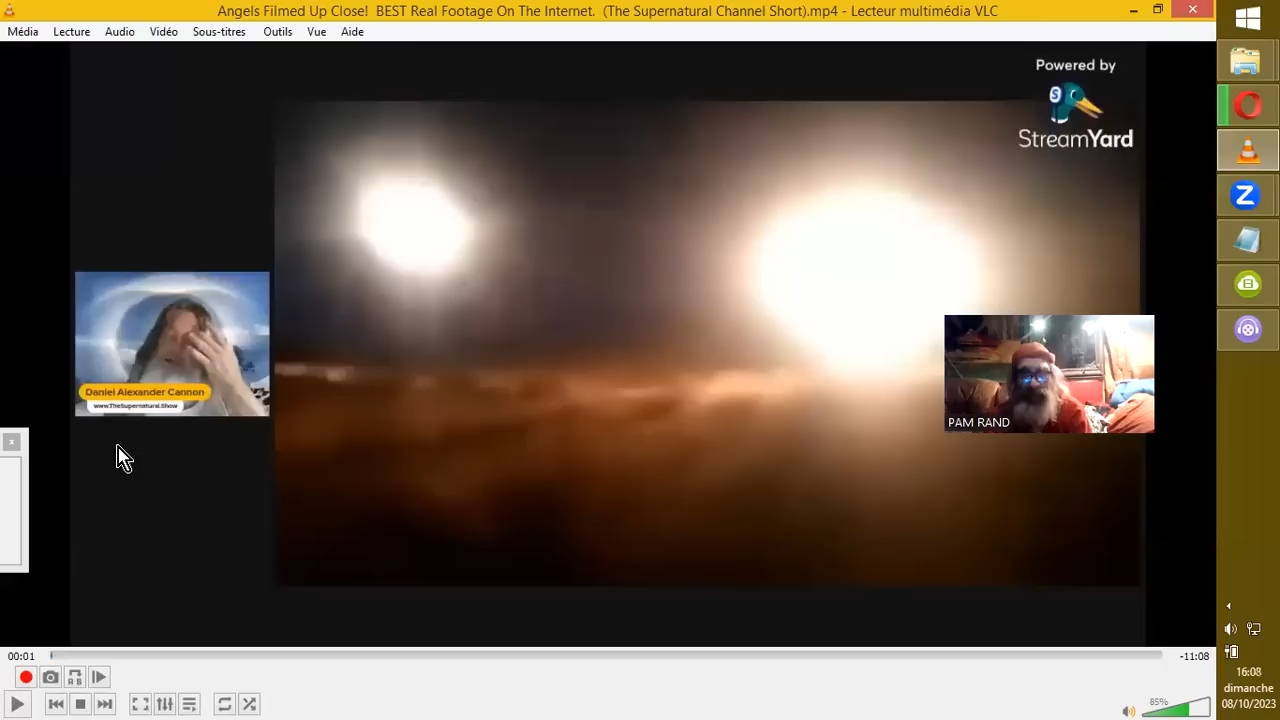 Angels Filmed Up Close!  BEST Real Footage On The Internet.  (The Supernatural Channel Short).mp4 - Lecteur multimédia VLC
Média Lecture Audio Vidéo Sous-titres Outils Vue Aide
Powered by
StreamYard
Daniel Alexander Cannon
www.TheSupernatural.Show
PAM RAND
00:01
-11:08
85%
16:08
dimanche
08/10/2023